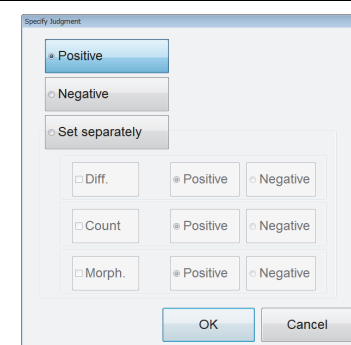 Specify Judgment
Positive
Negative
Set separately
Diff. Positive Negative
Count Positive Negative
Morph. Positive Negative
OK Cancel